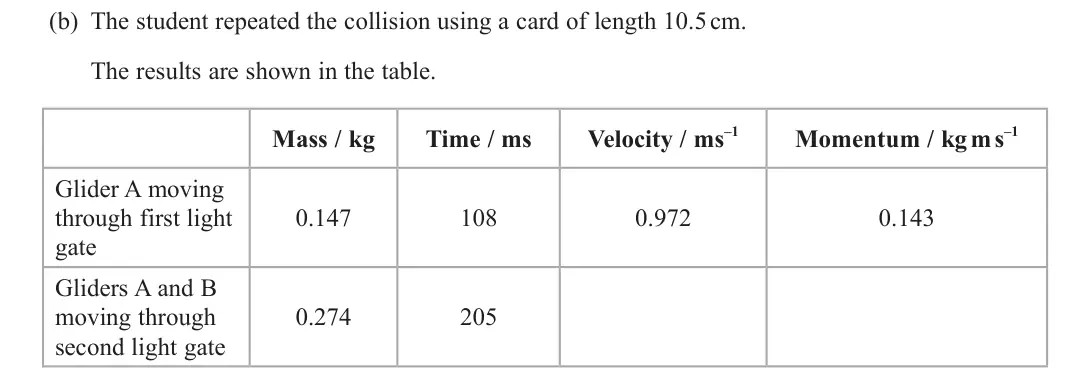 (b) The student repeated the collision using a card of length 10.5 cm.
The results are shown in the table.
Mass / kg Time / ms Velocity / ms⁻¹ Momentum / kg m s⁻¹
Glider A moving
through first light
gate
0.147 108 0.972 0.143
Gliders A and B
moving through
second light gate
0.274 205